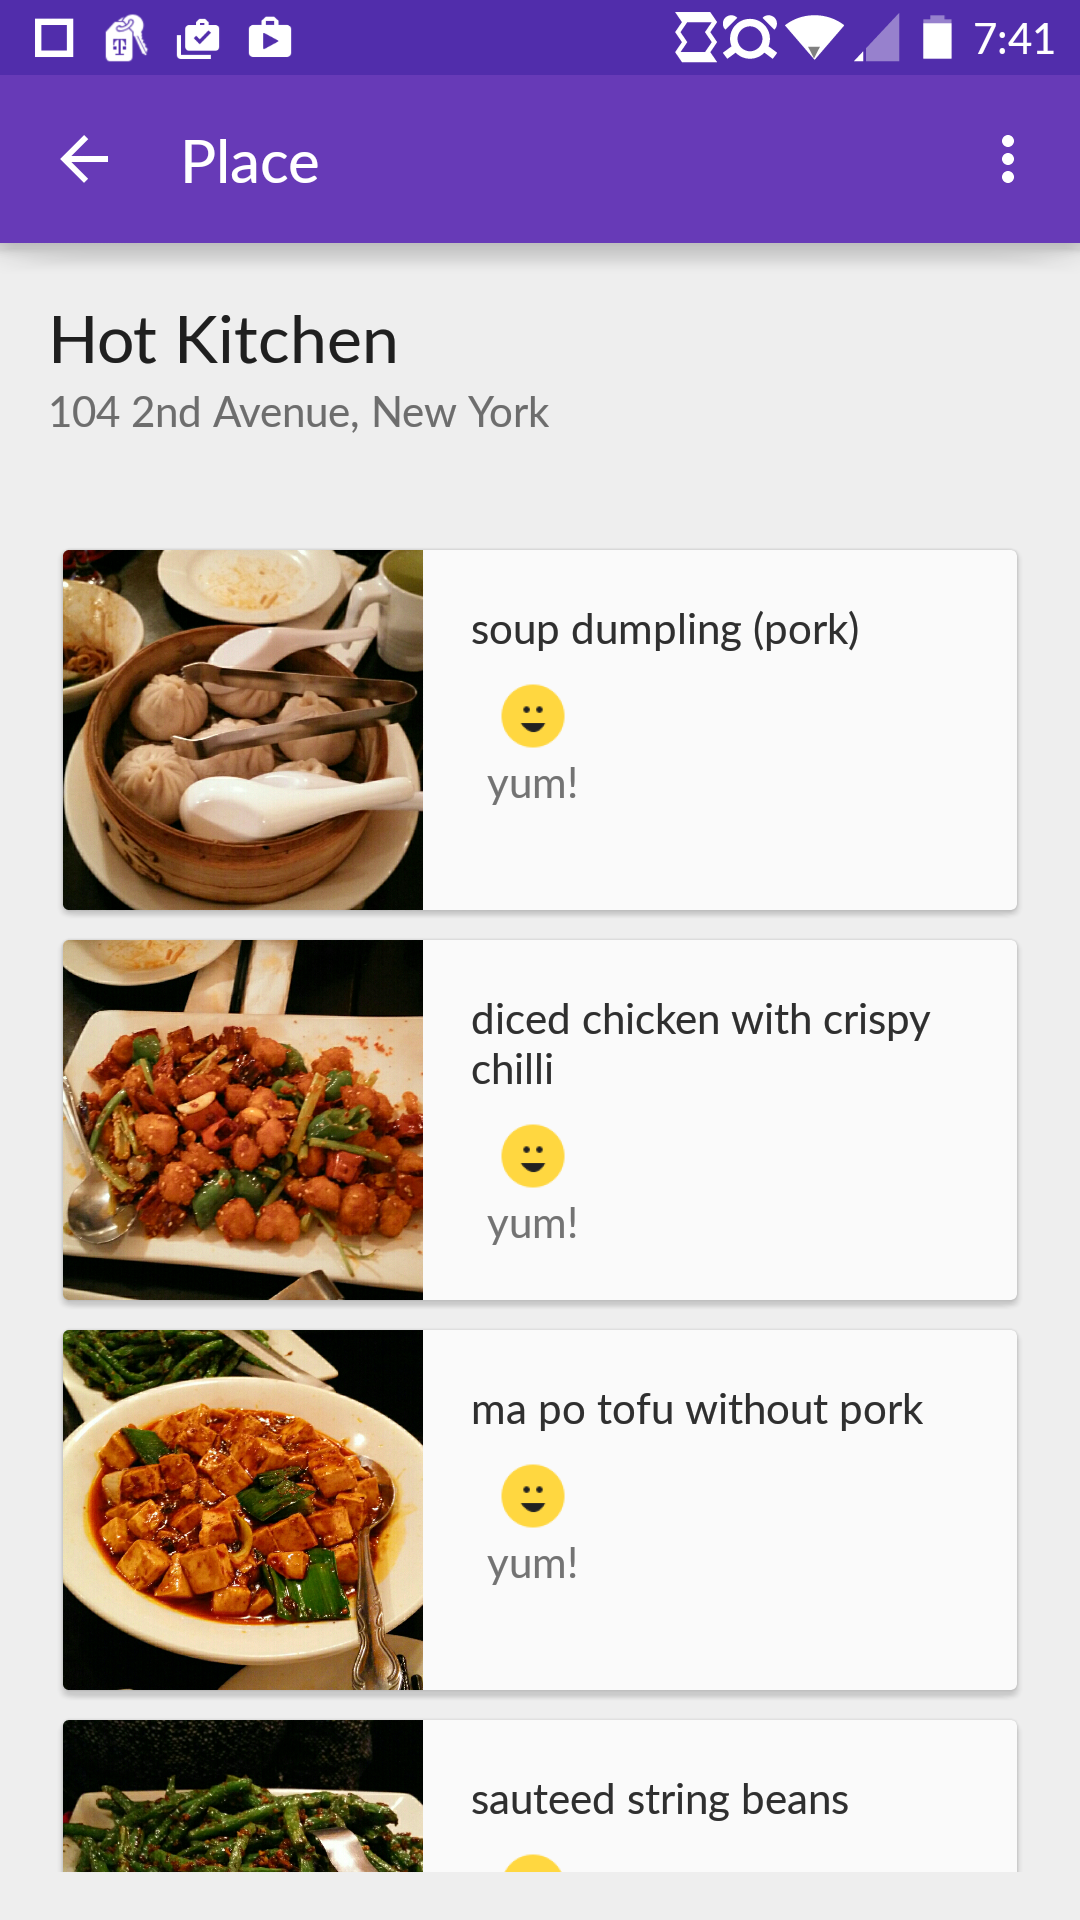 7:41
Place
Hot Kitchen
104 2nd Avenue, New York
soup dumpling (pork)
yum!
diced chicken with crispy
chilli
yum!
ma po tofu without pork
yum!
sauteed string beans